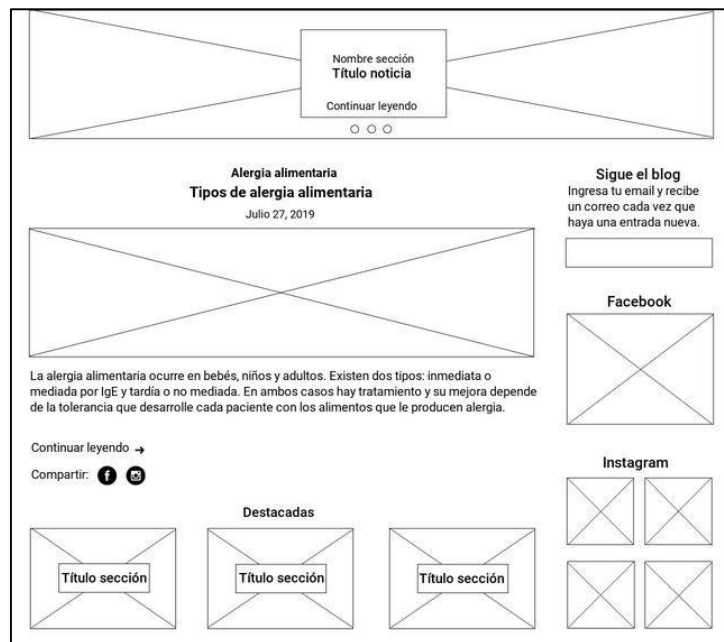 Nombre sección
Título noticia
Continuar leyendo
Alergia alimentaria
Tipos de alergia alimentaria
Julio 27, 2019
La alergia alimentaria ocurre en bebés, niños y adultos. Existen dos tipos: inmediata o
mediada por IgE y tardía o no mediada. En ambos casos hay tratamiento y su mejora depende
de la tolerancia que desarrolle cada paciente con los alimentos que le producen alergia.
Continuar leyendo
Compartir:
Destacadas
Título sección
Título sección
Título sección
Sigue el blog
Ingresa tu email y recibe
un correo cada vez que
haya una entrada nueva.
Facebook
Instagram